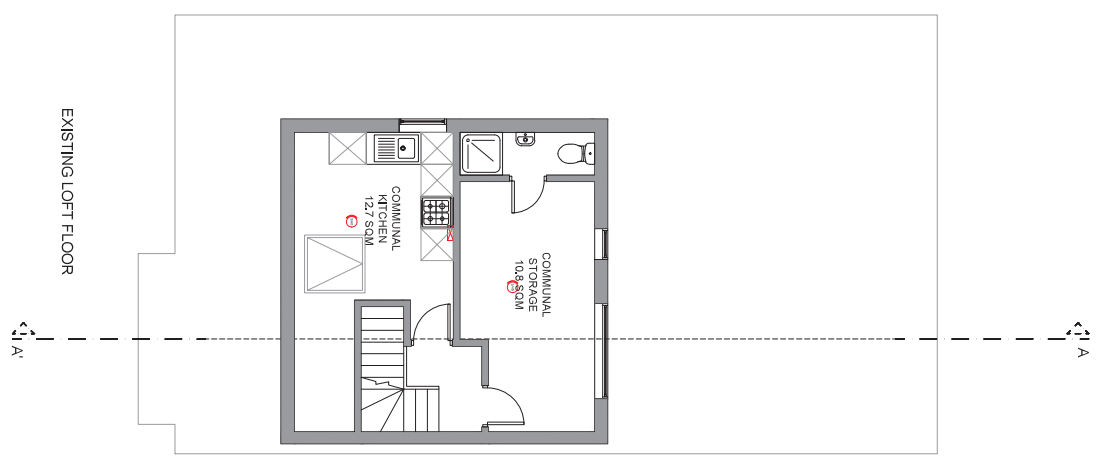 EXISTING LOFT FLOOR
COMMUNAL
KITCHEN
12.7 SQM
COMMUNAL
STORAGE
10.8 SQM
A'
A